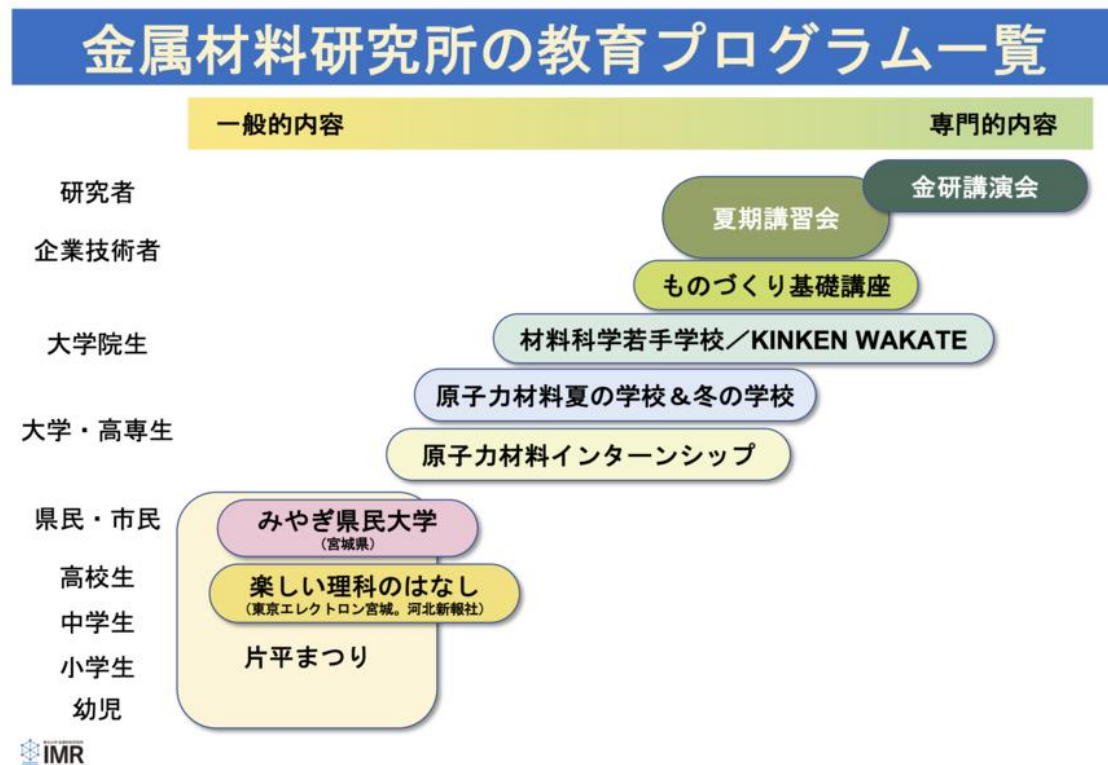 金属材料研究所の教育プログラム一覧
一般的内容
専門的内容
研究者
金研講演会
夏期講習会
企業技術者
ものづくり基礎講座
大学院生
材料科学若手学校／KINKEN WAKATE
原子力材料夏の学校＆冬の学校
大学・高専生
原子力材料インターンシップ
県民・市民
みやぎ県民大学
（宮城県）
高校生
楽しい理科のはなし
（東京エレクトロン宮城。河北新報社）
中学生
片平まつり
小学生
幼児
IMR